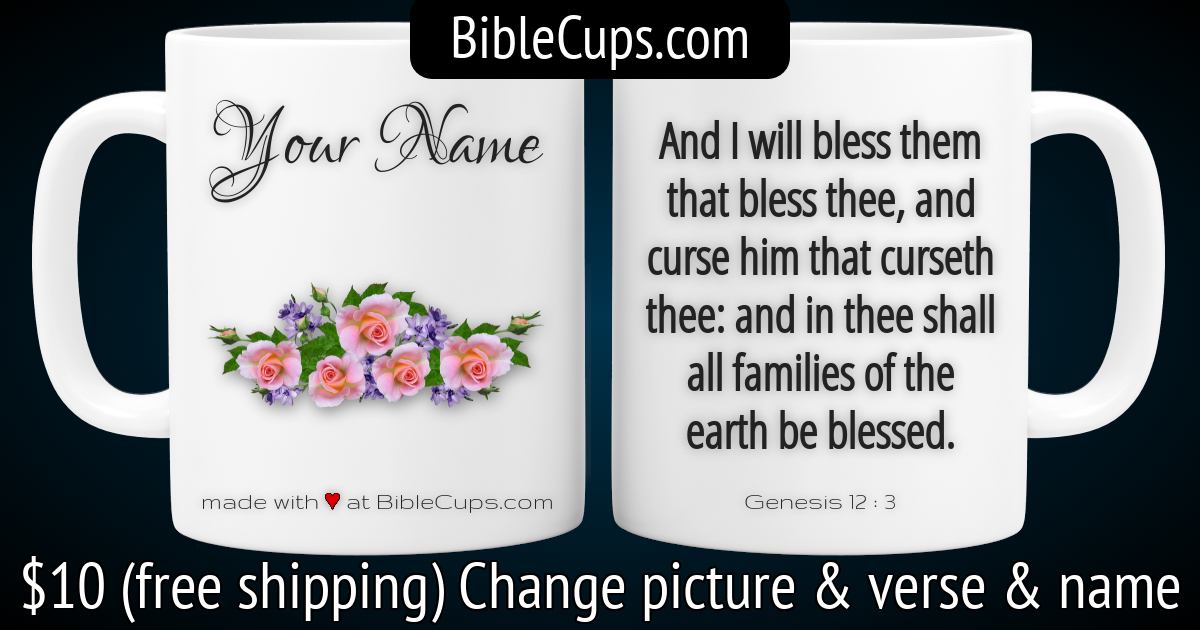 BibleCups.com
Your Name
made with ♥ at BibleCups.com
And I will bless them
that bless thee, and
curse him that curseth
thee: and in thee shall
all families of the
earth be blessed.
Genesis 12 : 3
$10 (free shipping) Change picture & verse & name